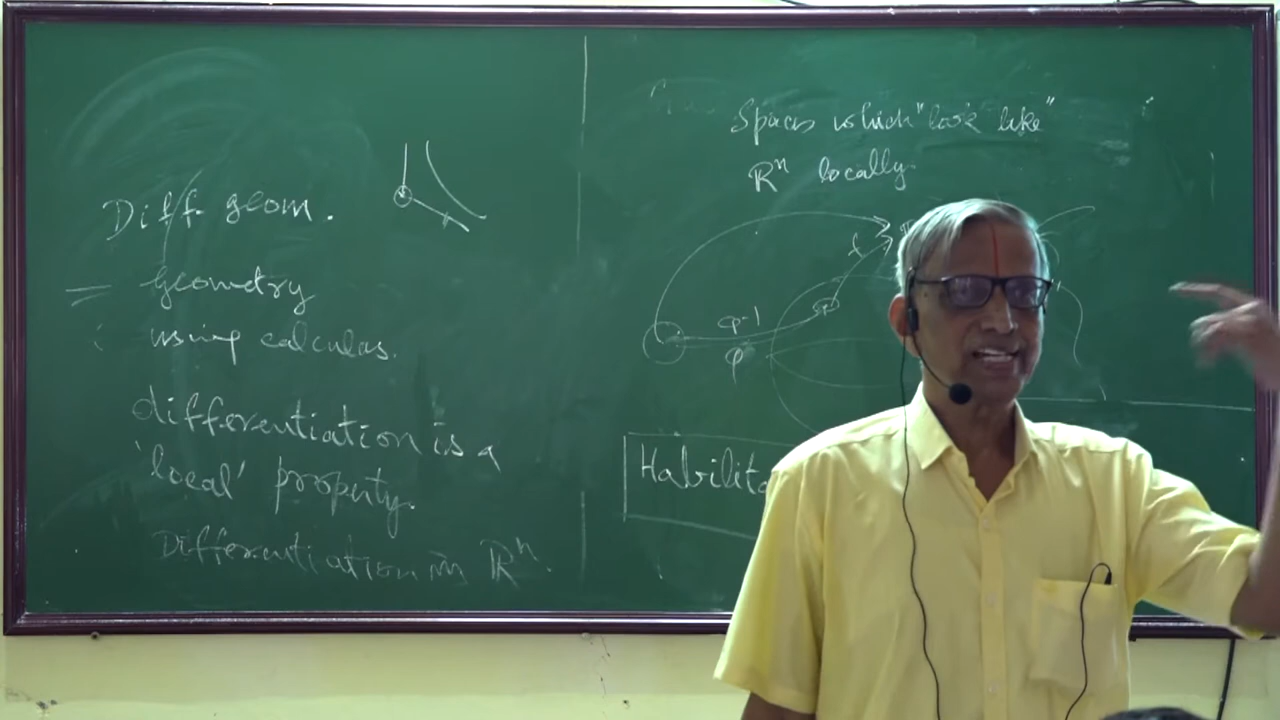 Diff. geom.
geometry
using calculus.
differentiation is a
'local' property.
Differentiation in ℝⁿ.
Spaces which "look like"
ℝⁿ locally.
f
φ⁻¹
φ